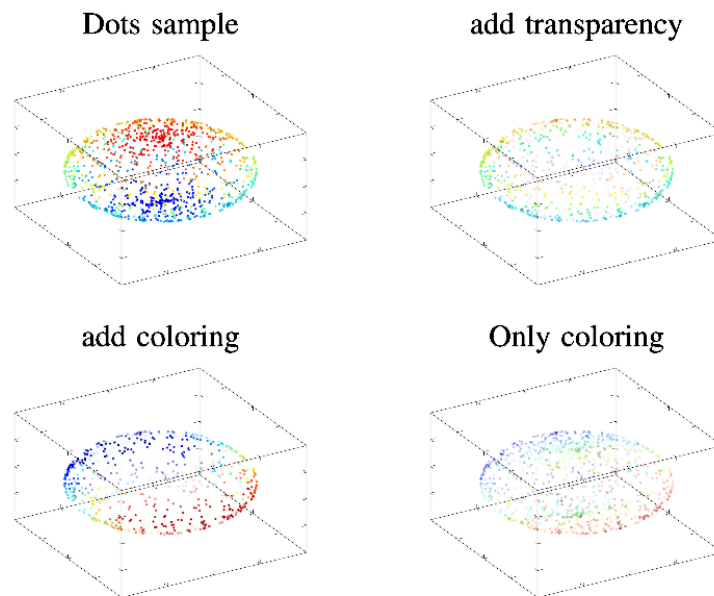 Dots sample
add transparency
add coloring
Only coloring